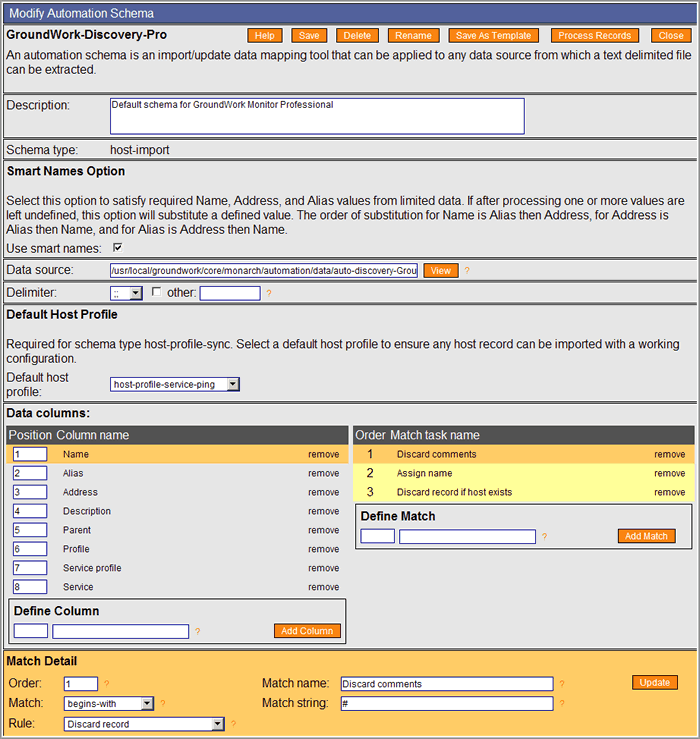 Modify Automation Schema
GroundWork-Discovery-Pro Help Save Delete Rename Save As Template Process Records Close
An automation schema is an import/update data mapping tool that can be applied to any data source from which a text delimited file
can be extracted.
Description: Default schema for GroundWork Monitor Professional
Schema type: host-import
Smart Names Option
Select this option to satisfy required Name, Address, and Alias values from limited data. If after processing one or more values are
left undefined, this option will substitute a defined value. The order of substitution for Name is Alias then Address, for Address is
Alias then Name, and for Alias is Address then Name.
Use smart names:
Data source: /usr/local/groundwork/core/monarch/automation/data/auto-discovery-Grou View ?
Delimiter: ;; other: ?
Default Host Profile
Required for schema type host-profile-sync. Select a default host profile to ensure any host record can be imported with a working
configuration.
Default host
profile: host-profile-service-ping
Data columns:
Position Column name Order Match task name
1 Name remove 1 Discard comments remove
2 Alias remove 2 Assign name remove
3 Address remove 3 Discard record if host exists remove
4 Description remove
5 Parent remove
6 Profile remove
7 Service profile remove
8 Service remove
Define Match
? Add Match
Define Column
? Add Column
Match Detail
Order: 1 ? Match name: Discard comments ? Update
Match: begins-with ? Match string: # ?
Rule: Discard record ?